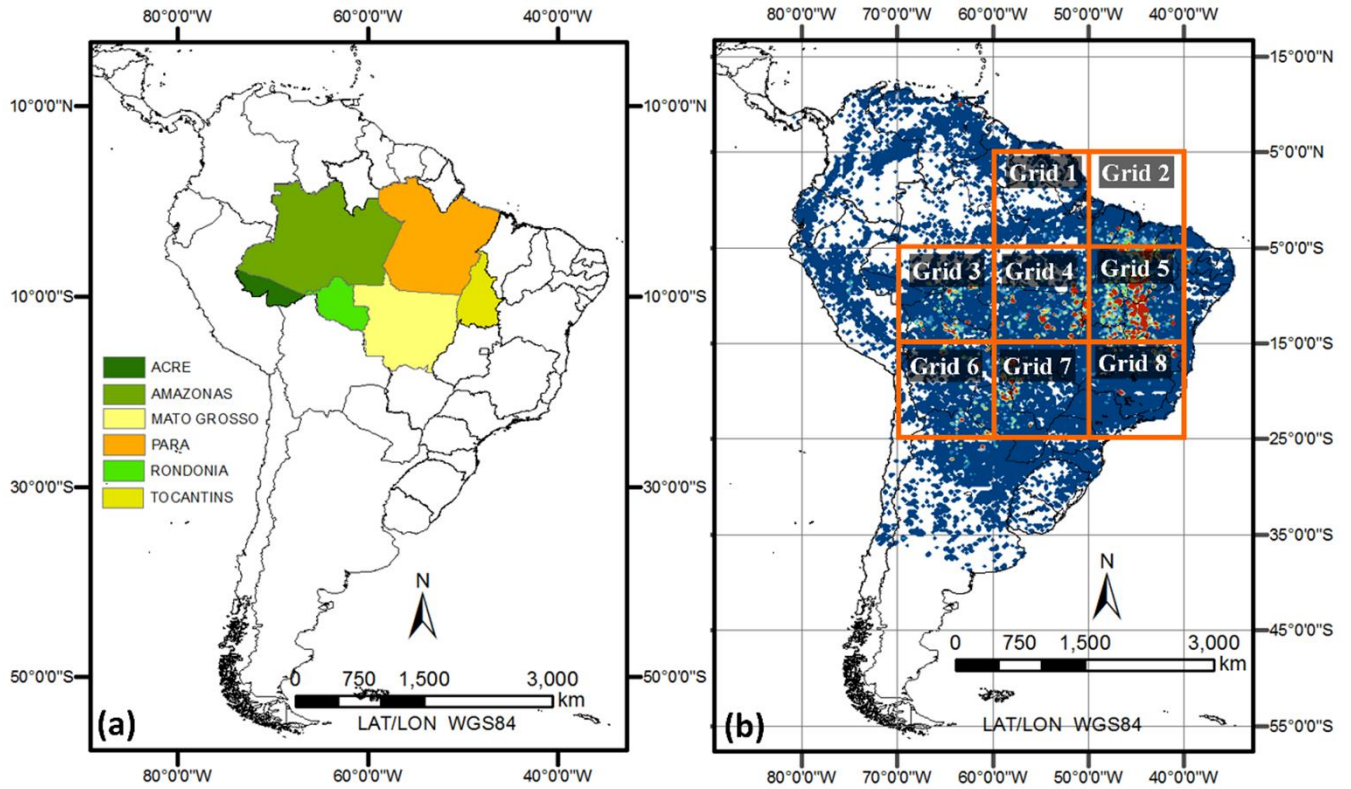 80°0'0"W 60°0'0"W 40°0'0"W
10°0'0"N 10°0'0"N
10°0'0"S 10°0'0"S
ACRE
AMAZONAS
MATO GROSSO
PARA
RONDONIA
TOCANTINS
30°0'0"S 30°0'0"S
N
0 750 1,500 3,000
km
50°0'0"S 50°0'0"S
(a) LAT/LON WGS84
80°0'0"W 60°0'0"W 40°0'0"W
80°0'0"W 70°0'0"W 60°0'0"W 50°0'0"W 40°0'0"W
15°0'0"N
5°0'0"N
Grid 1 Grid 2
5°0'0"S
Grid 3 Grid 4 Grid 5
15°0'0"S
Grid 6 Grid 7 Grid 8
25°0'0"S
35°0'0"S
N
0 750 1,500 3,000
45°0'0"S
km
(b) LAT/LON WGS84
55°0'0"S
80°0'0"W 70°0'0"W 60°0'0"W 50°0'0"W 40°0'0"W